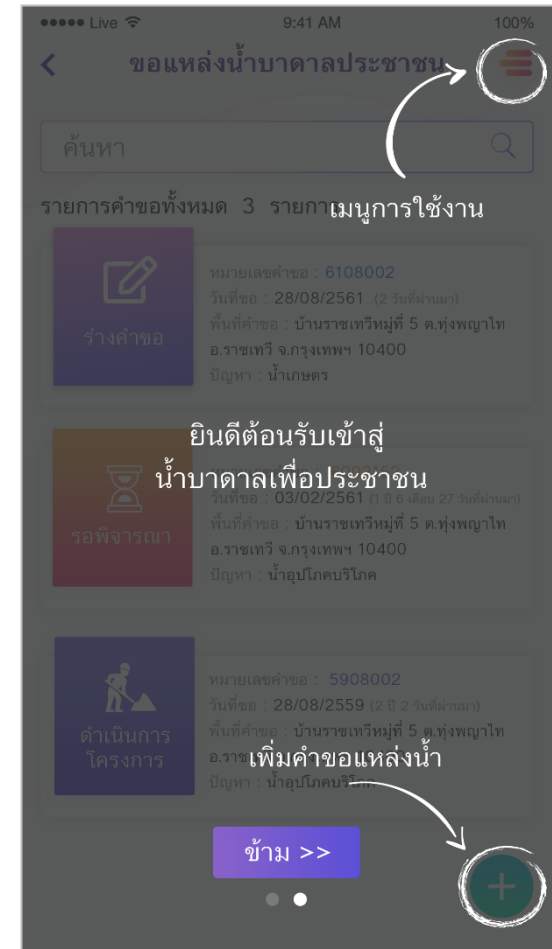 Live 9:41 AM 100%
ขอแหล่งน้ำบาดาลประชาชน
ค้นหา
รายการคำขอทั้งหมด 3 รายการ
เมนูการใช้งาน
ร่างคำขอ
หมายเลขคำขอ : 6108002
วันที่ขอ : 28/08/2561 (2 วันที่ผ่านมา)
พื้นที่คำขอ : บ้านราชเทวีหมู่ที่ 5 ต.ทุ่งพญาไท
อ.ราชเทวี จ.กรุงเทพฯ 10400
ปัญหา : น้ำเกษตร
ยินดีต้อนรับเข้าสู่
น้ำบาดาลเพื่อประชาชน
รอพิจารณา
วันที่ขอ : 03/02/2561 (1 ปี 6 เดือน 27 วันที่ผ่านมา)
พื้นที่คำขอ : บ้านราชเทวีหมู่ที่ 5 ต.ทุ่งพญาไท
อ.ราชเทวี จ.กรุงเทพฯ 10400
ปัญหา : น้ำอุปโภคบริโภค
ดำเนินการ
โครงการ
หมายเลขคำขอ : 5908002
วันที่ขอ : 28/08/2559 (2 ปี 2 วันที่ผ่านมา)
พื้นที่คำขอ : บ้านราชเทวีหมู่ที่ 5 ต.ทุ่งพญาไท
เพิ่มคำขอแหล่งน้ำ
ปัญหา : น้ำอุปโภคบริโภค
ข้าม >>